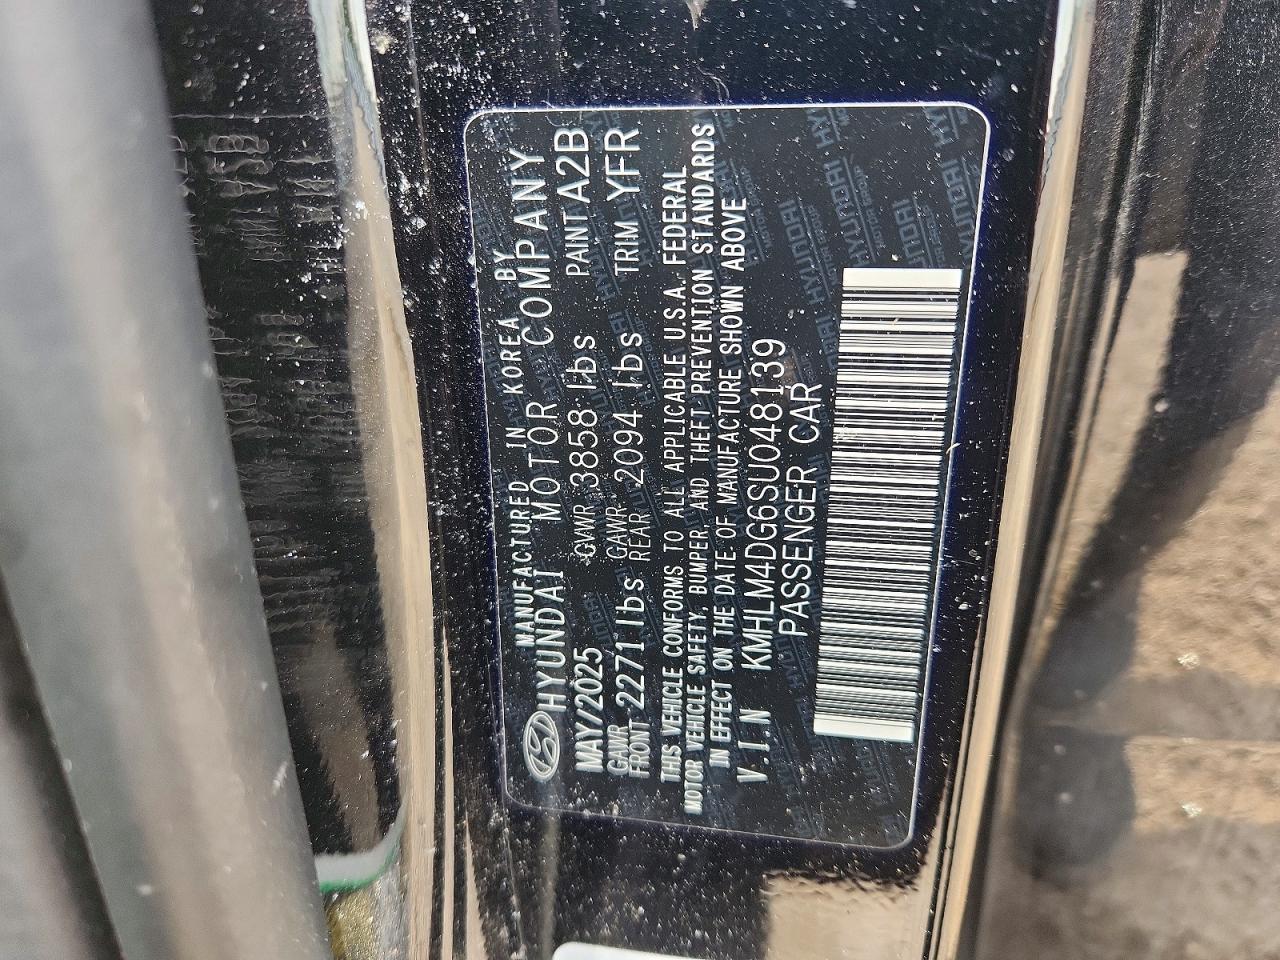 MANUFACTURED IN KOREA BY
HYUNDAI MOTOR COMPANY
MAY/2025 GVWR 3858 lbs PAINT A2B
GAWR FRONT 2271 lbs GAWR REAR 2094 lbs TRIM YFR
THIS VEHICLE CONFORMS TO ALL APPLICABLE U.S.A. FEDERAL
MOTOR VEHICLE SAFETY, BUMPER, AND THEFT PREVENTION STANDARDS
IN EFFECT ON THE DATE OF MANUFACTURE SHOWN ABOVE
V.I.N KMHLM4DG6SU048139
PASSENGER CAR